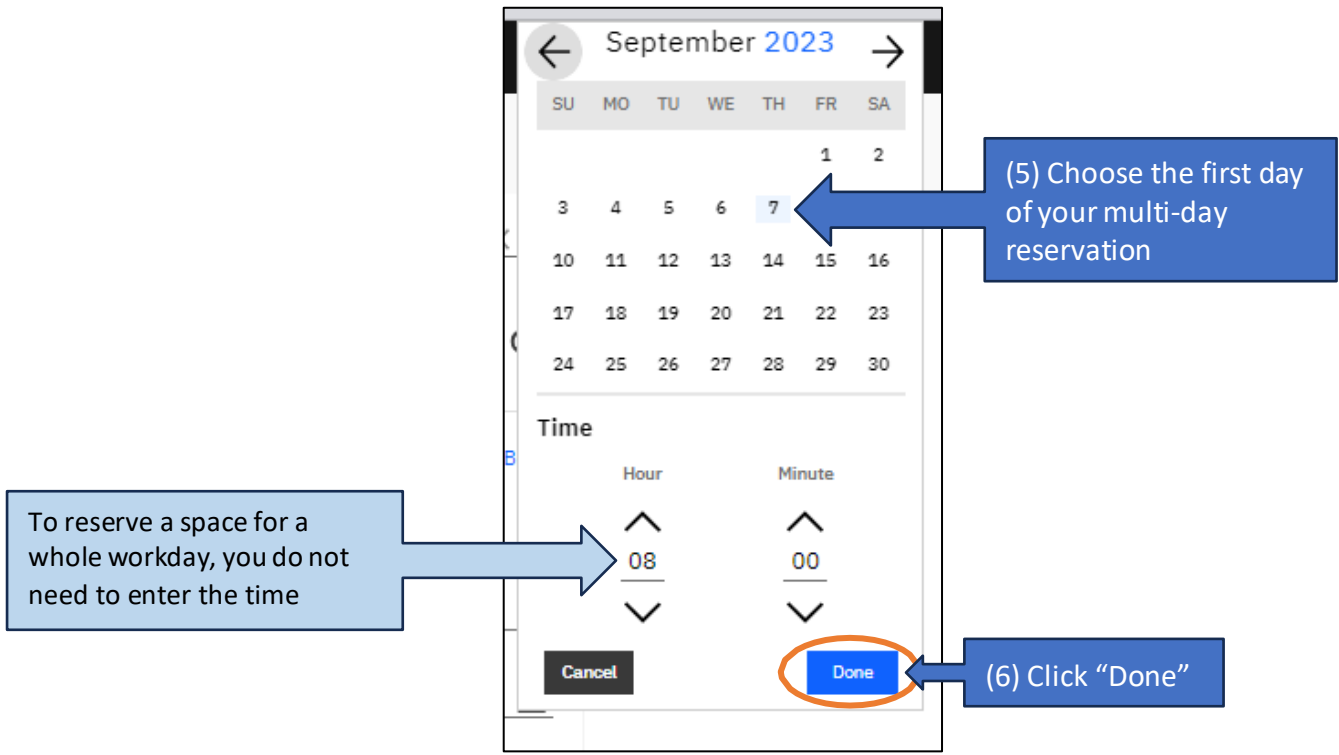 September 2023
SU MO TU WE TH FR SA
1 2
3 4 5 6 7
10 11 12 13 14 15 16
17 18 19 20 21 22 23
24 25 26 27 28 29 30
(5) Choose the first day
of your multi-day
reservation
Time
B
Hour Minute
08 00
To reserve a space for a
whole workday, you do not
need to enter the time
Cancel Done
(6) Click “Done”